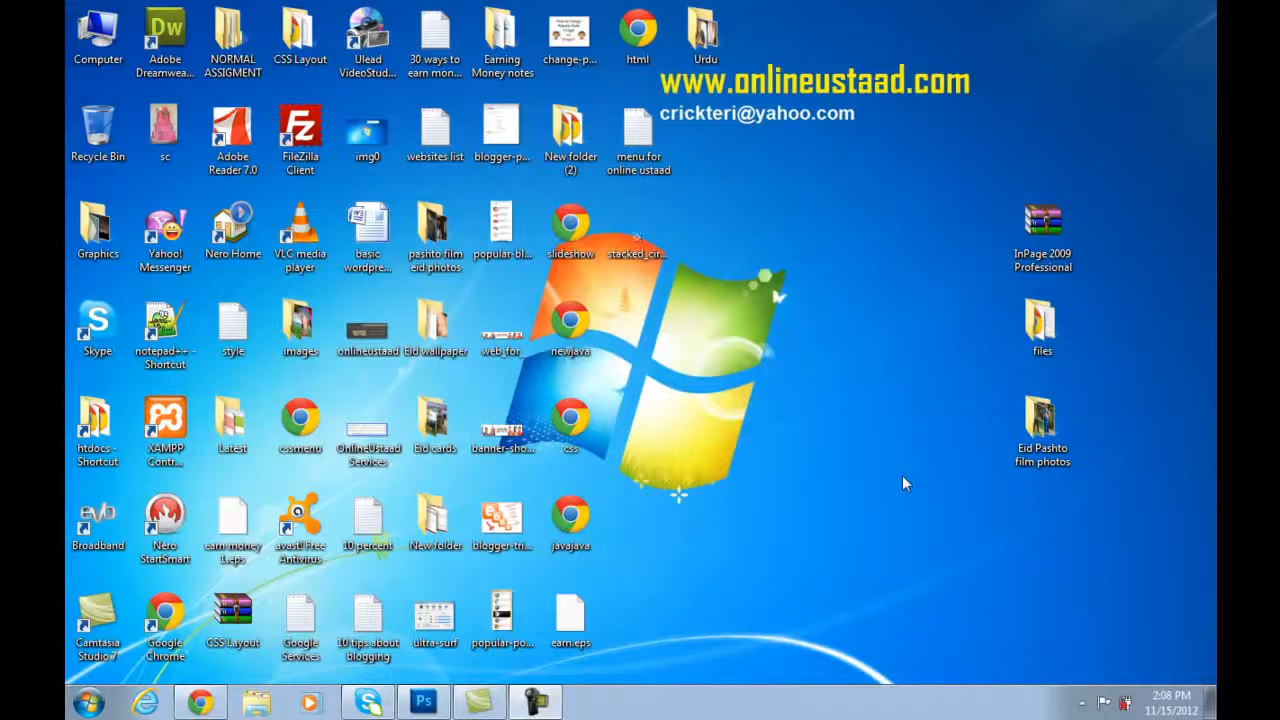 Computer
Adobe
Dreamwea...
NORMAL
ASSIGMENT
CSS Layout
Ulead
VideoStud...
30 ways to
earn mon...
Earning
Money notes
change-p...
html
Urdu
www.onlineustaad.com
crickteri@yahoo.com
Recycle Bin
sc
Adobe
Reader 7.0
FileZilla
Client
img0
websites list
blogger-p...
New folder
(2)
menu for
online ustaad
Graphics
Yahoo!
Messenger
Nero Home
VLC media
player
basic
wordpre...
pashto film
eid photos
popular-bl...
slideshow
stacked_cir...
InPage 2009
Professional
Skype
notepad++ -
Shortcut
style
images
onlineustaad
Eid wallpaper
web_for_
newjava
files
htdocs -
Shortcut
XAMPP
Contr...
Latest
cssmenu
OnlineUstaad
Services
Eid cards
banner-sho...
css
Eid Pashto
film photos
Broadband
Nero
StartSmart
earn money
1.eps
avast! Free
Antivirus
10 percent
New folder
blogger-tri...
javajava
Camtasia
Studio 7
Google
Chrome
CSS Layout
Google
Services
10 tips about
blogging
ultra-surf
popular-po...
earn.eps
2:08 PM
11/15/2012